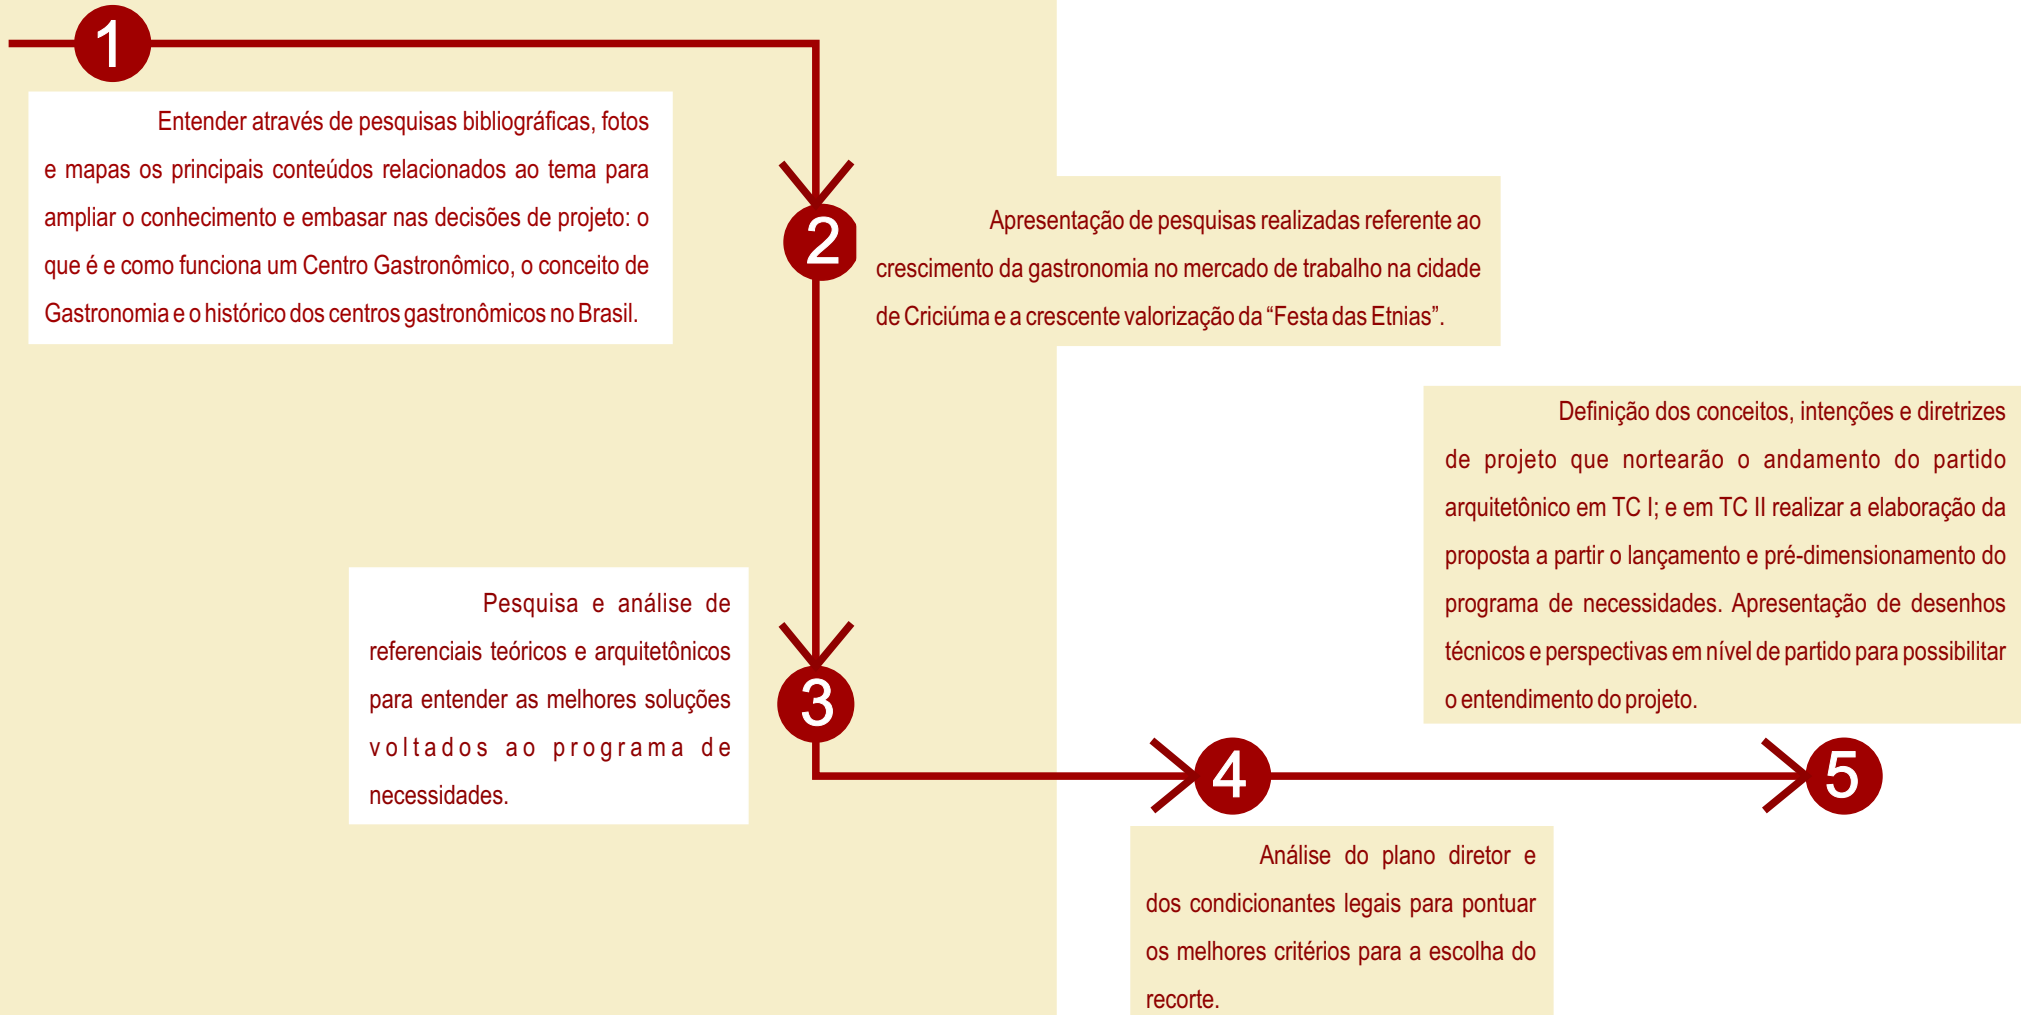 1
Entender através de pesquisas bibliográficas, fotos
e mapas os principais conteúdos relacionados ao tema para
ampliar o conhecimento e embasar nas decisões de projeto: o
que é e como funciona um Centro Gastronômico, o conceito de
Gastronomia e o histórico dos centros gastronômicos no Brasil.
2
Apresentação de pesquisas realizadas referente ao
crescimento da gastronomia no mercado de trabalho na cidade
de Criciúma e a crescente valorização da “Festa das Etnias”.
3
Pesquisa e análise de
referenciais teóricos e arquitetônicos
para entender as melhores soluções
voltados ao programa de
necessidades.
4
Análise do plano diretor e
dos condicionantes legais para pontuar
os melhores critérios para a escolha do
recorte.
5
Definição dos conceitos, intenções e diretrizes
de projeto que nortearão o andamento do partido
arquitetônico em TC I; e em TC II realizar a elaboração da
proposta a partir o lançamento e pré-dimensionamento do
programa de necessidades. Apresentação de desenhos
técnicos e perspectivas em nível de partido para possibilitar
o entendimento do projeto.